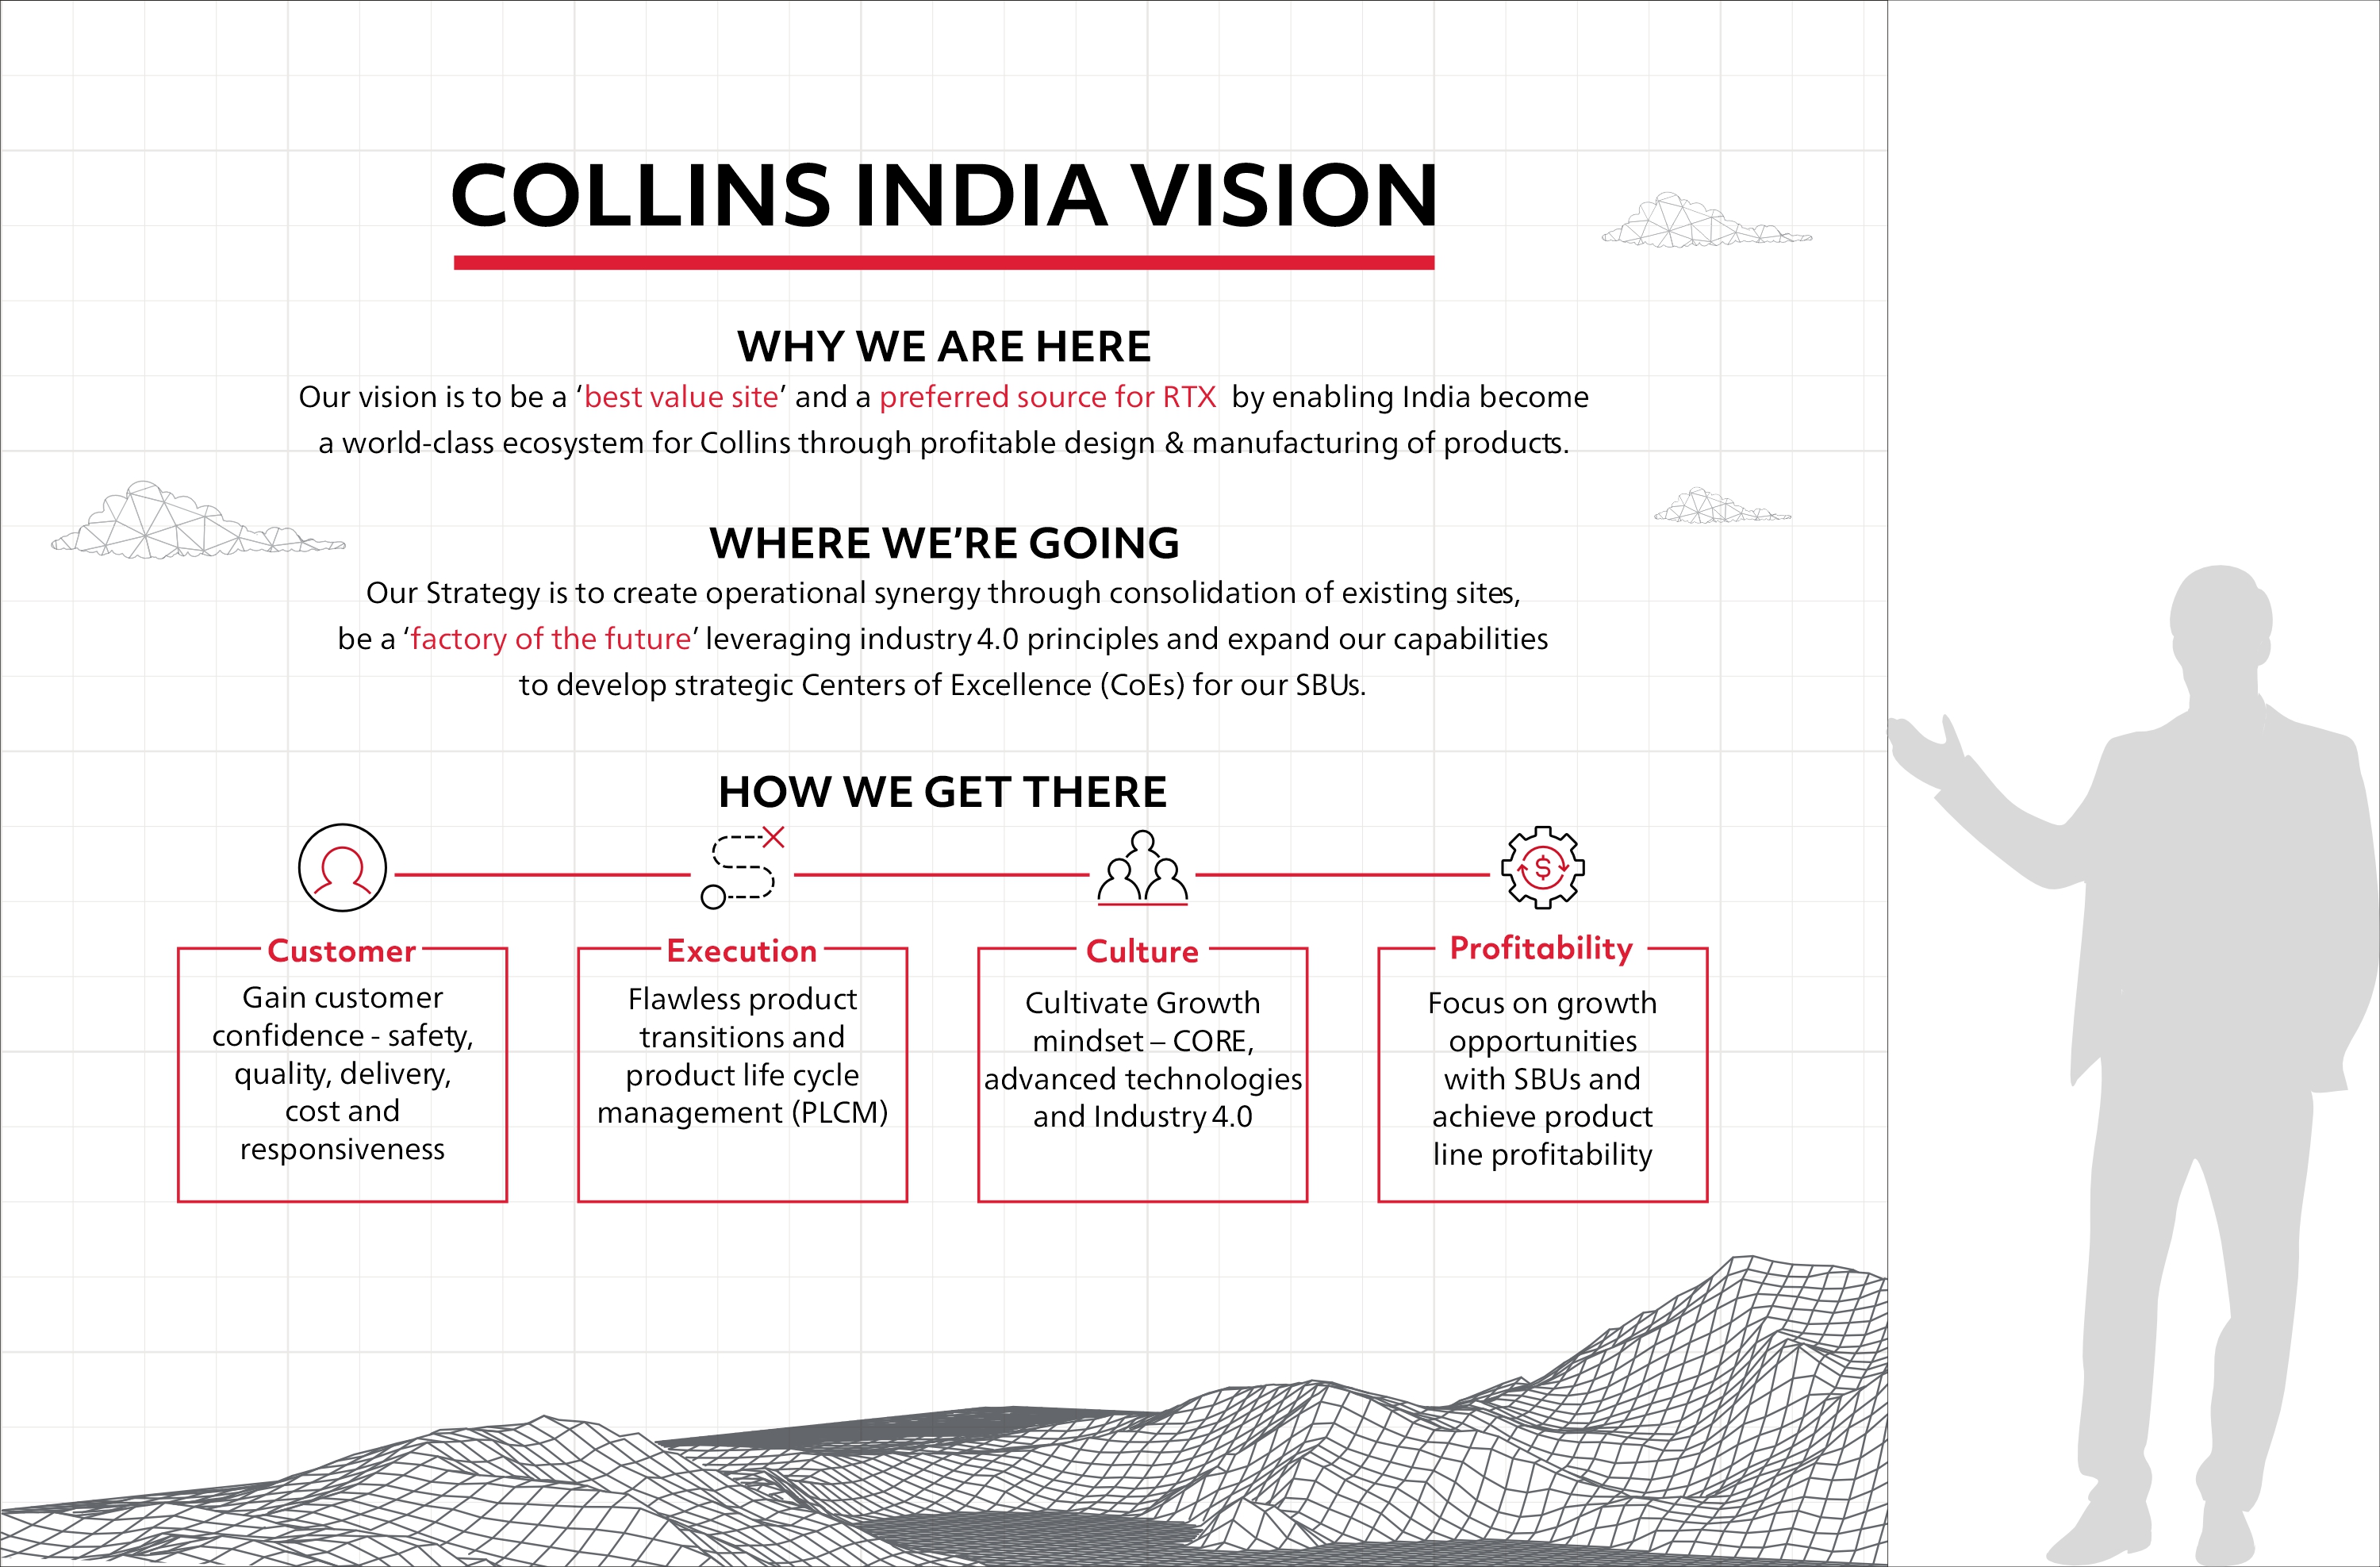 COLLINS INDIA VISION
WHY WE ARE HERE
Our vision is to be a ‘best value site’ and a preferred source for RTX by enabling India become
a world-class ecosystem for Collins through profitable design & manufacturing of products.
WHERE WE’RE GOING
Our Strategy is to create operational synergy through consolidation of existing sites,
be a ‘factory of the future’ leveraging industry 4.0 principles and expand our capabilities
to develop strategic Centers of Excellence (CoEs) for our SBUs.
HOW WE GET THERE
$
Customer
Gain customer
confidence - safety,
quality, delivery,
cost and
responsiveness
Execution
Flawless product
transitions and
product life cycle
management (PLCM)
Culture
Cultivate Growth
mindset – CORE,
advanced technologies
and Industry 4.0
Profitability
Focus on growth
opportunities
with SBUs and
achieve product
line profitability